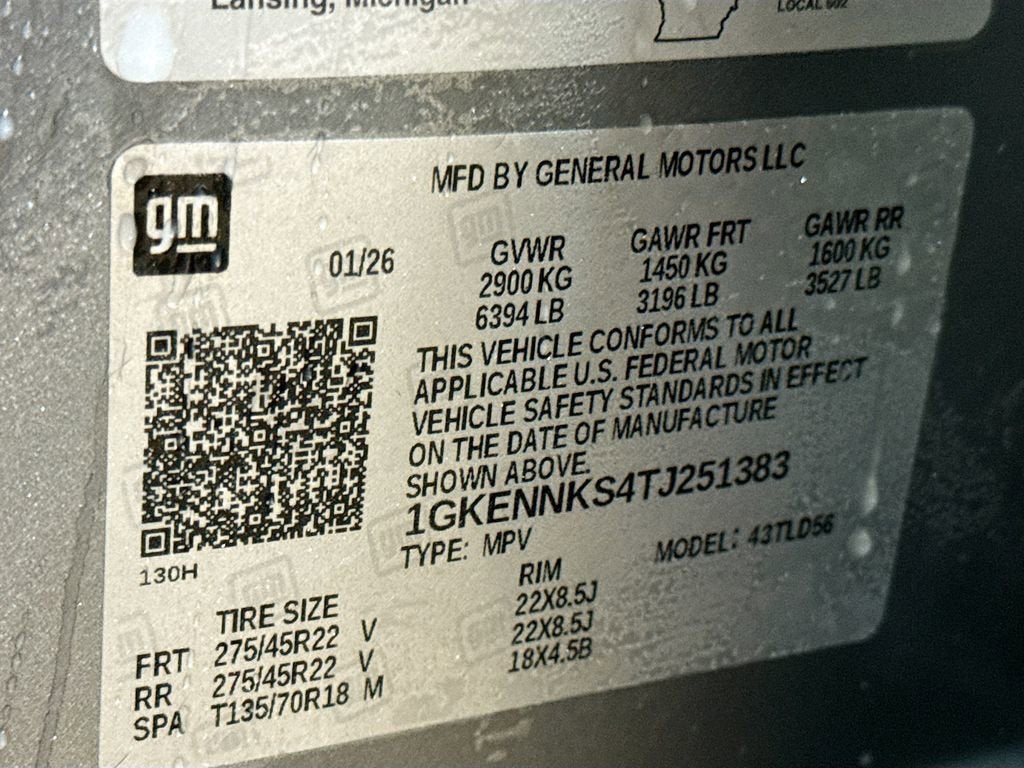 Lansing, Michigan
LOCAL 602
MFD BY GENERAL MOTORS LLC
gm
01/26
GVWR
2900 KG
6394 LB
GAWR FRT
1450 KG
3196 LB
GAWR RR
1600 KG
3527 LB
THIS VEHICLE CONFORMS TO ALL
APPLICABLE U.S. FEDERAL MOTOR
VEHICLE SAFETY STANDARDS IN EFFECT
ON THE DATE OF MANUFACTURE
SHOWN ABOVE.
1GKENNKS4TJ251383
TYPE: MPV MODEL: 43TLD56
130H
TIRE SIZE RIM
FRT 275/45R22 V 22X8.5J
RR 275/45R22 V 22X8.5J
SPA T135/70R18 M 18X4.5B